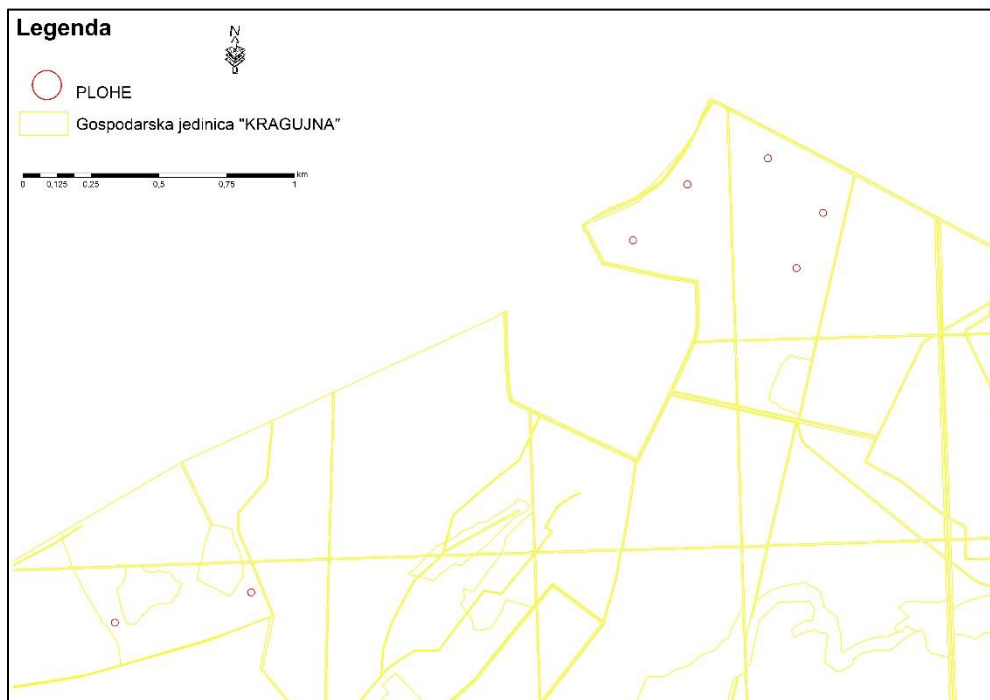 Legenda
N
PLOHE
Gospodarska jedinica "KRAGUJNA"
km
0 0,125 0,25 0,5 0,75 1